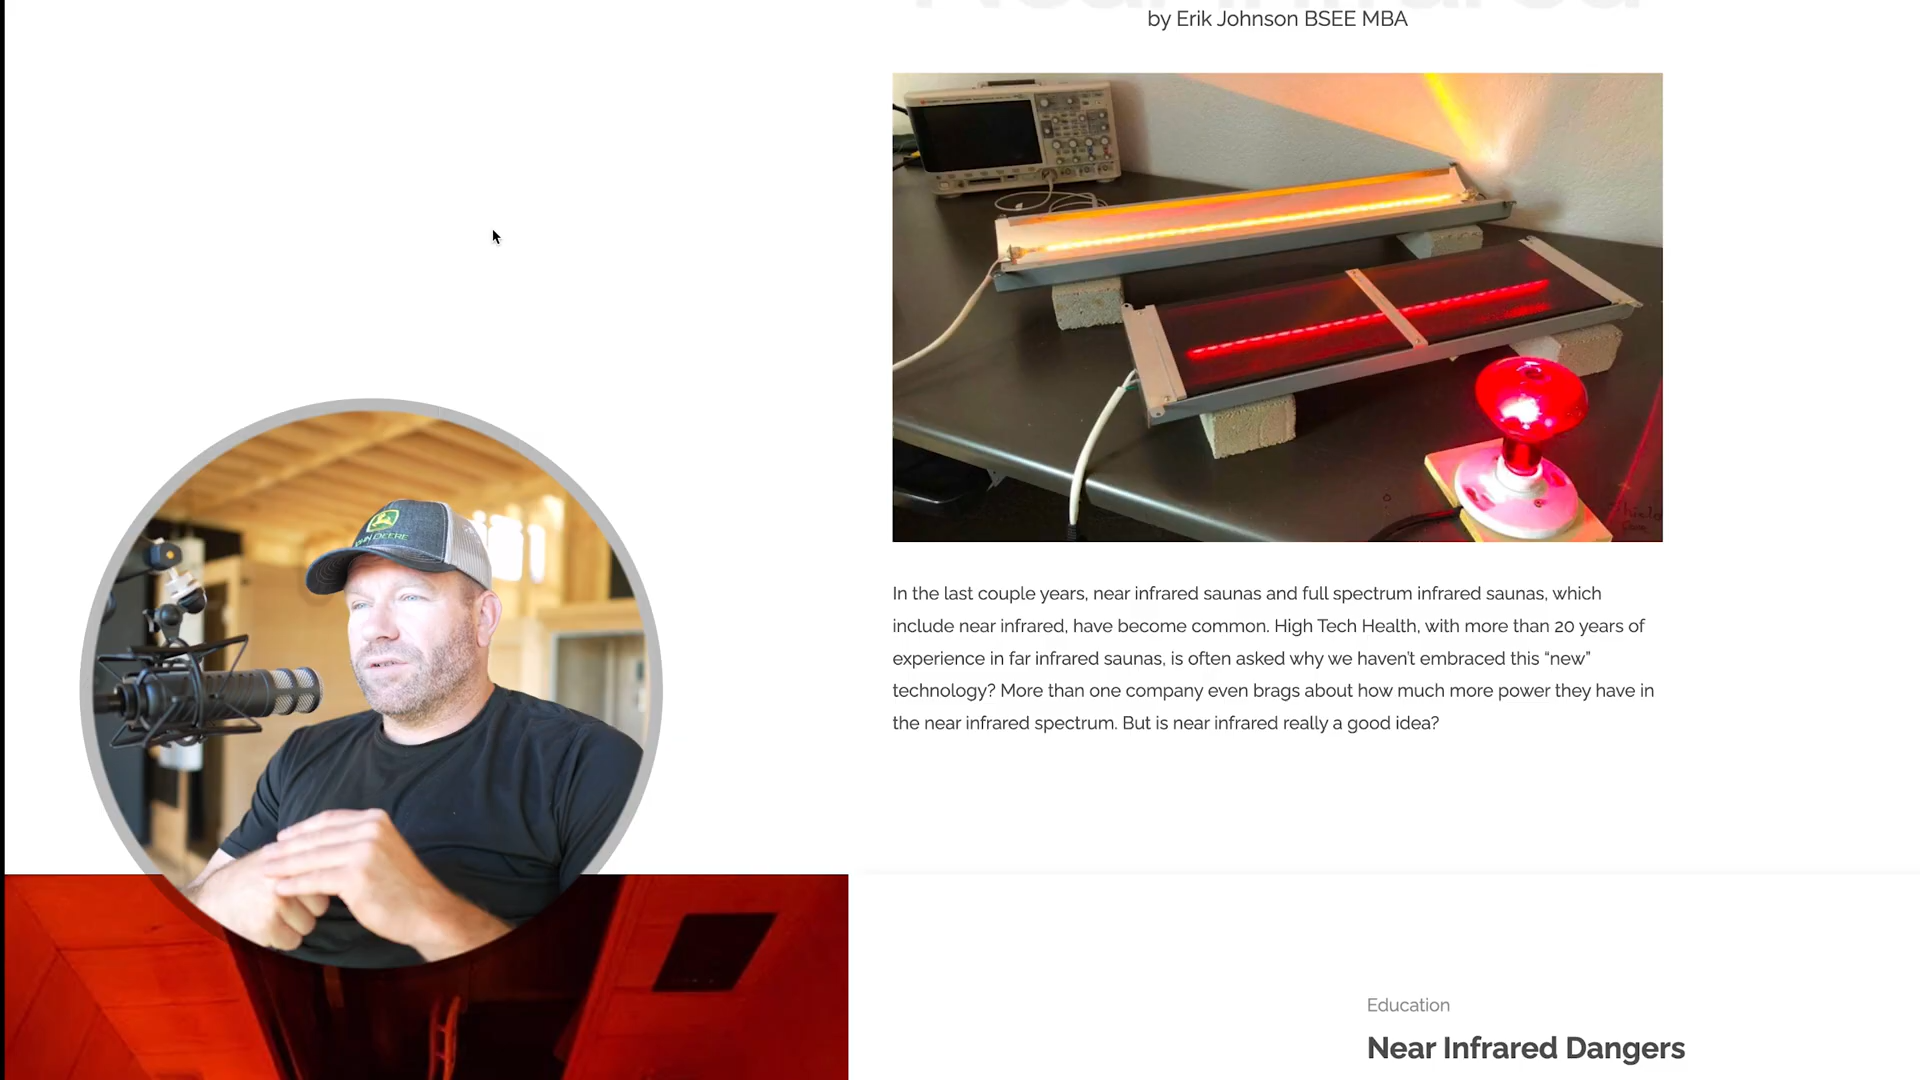 by Erik Johnson BSEE MBA
In the last couple years, near infrared saunas and full spectrum infrared saunas, which
include near infrared, have become common. High Tech Health, with more than 20 years of
experience in far infrared saunas, is often asked why we haven't embraced this “new”
technology? More than one company even brags about how much more power they have in
the near infrared spectrum. But is near infrared really a good idea?
JOHN DEERE
Education
Near Infrared Dangers